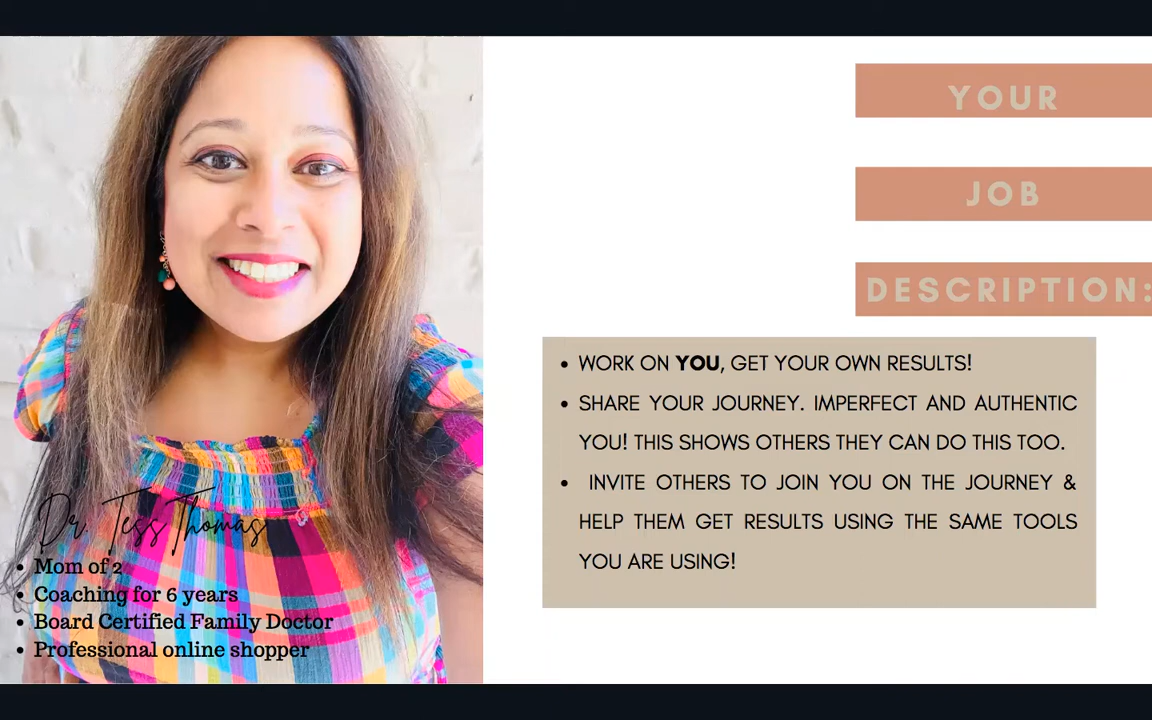 Dr. Tess Thomas
• Mom of 2
• Coaching for 6 years
• Board Certified Family Doctor
• Professional online shopper
YOUR
JOB
DESCRIPTION:
• WORK ON YOU, GET YOUR OWN RESULTS!
• SHARE YOUR JOURNEY. IMPERFECT AND AUTHENTIC
YOU! THIS SHOWS OTHERS THEY CAN DO THIS TOO.
• INVITE OTHERS TO JOIN YOU ON THE JOURNEY &
HELP THEM GET RESULTS USING THE SAME TOOLS
YOU ARE USING!